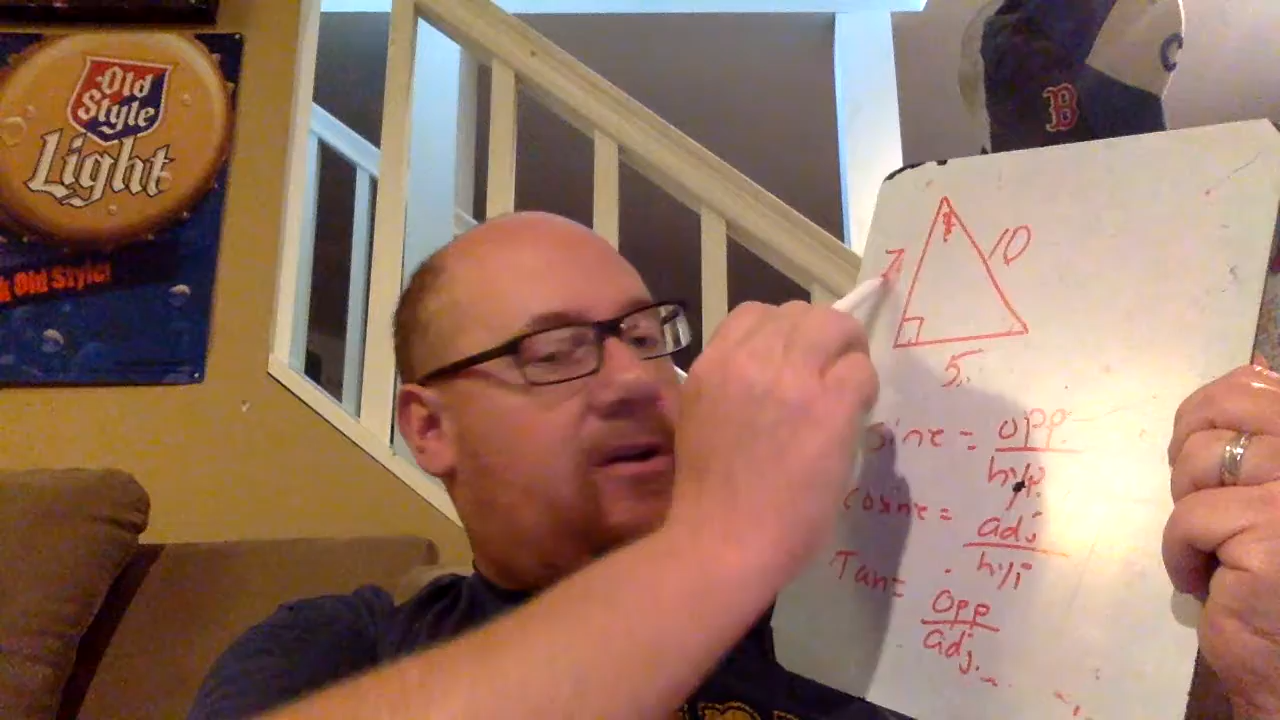 Old
Style
Light
k Old Style!
B
C
7
10
5
sine = opp.
hyp.
cosine = adj
hyp
Tan = opp
adj.